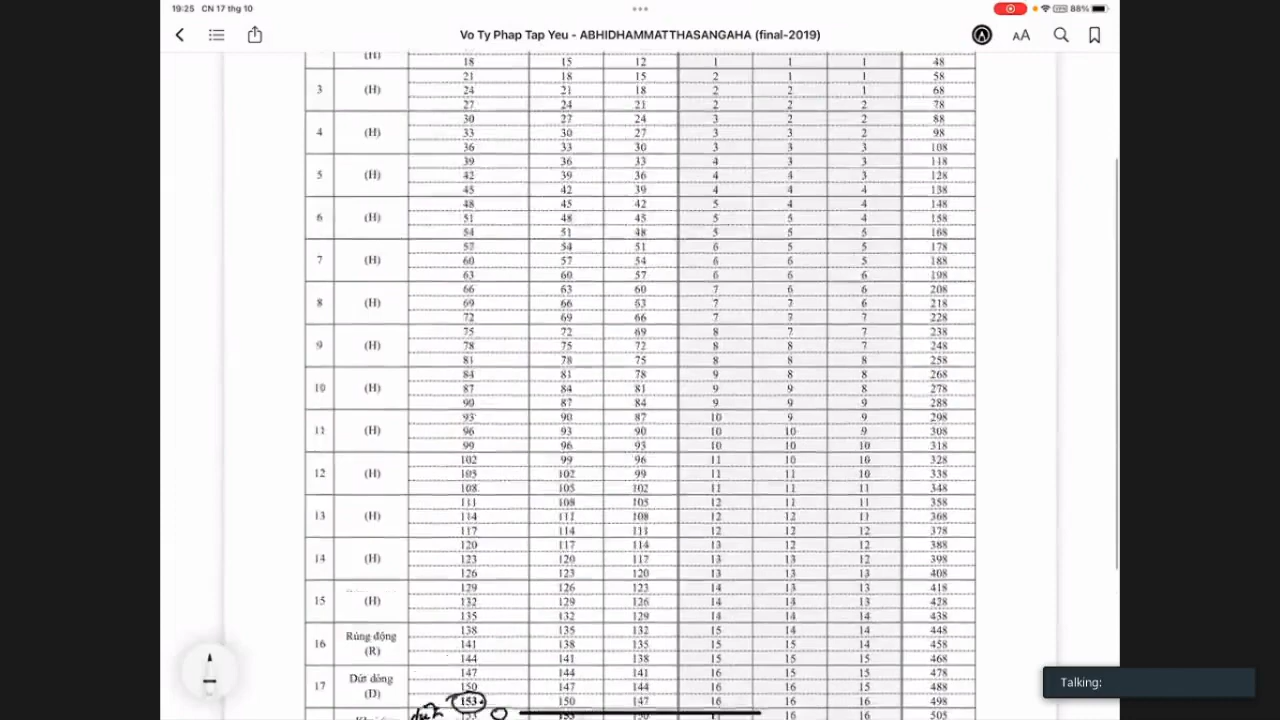 19:25 CN 17 thg 10
88%
Vo Ty Phap Tap Yeu - ABHIDHAMMATTHASANGAHA (final-2019)
(H)
18 15 12 1 1 1 48
21 18 15 2 1 1 58
3 (H) 24 21 18 2 2 1 68
27 24 21 2 2 2 78
30 27 24 3 2 2 88
4 (H) 33 30 27 3 3 2 98
36 33 30 3 3 3 108
39 36 33 4 3 3 118
5 (H) 42 39 36 4 4 3 128
45 42 39 4 4 4 138
48 45 42 5 4 4 148
6 (H) 51 48 45 5 5 4 158
54 51 48 5 5 5 168
57 54 51 6 5 5 178
7 (H) 60 57 54 6 6 5 188
63 60 57 6 6 6 198
66 63 60 7 6 6 208
8 (H) 69 66 63 7 7 6 218
72 69 66 7 7 7 228
75 72 69 8 7 7 238
9 (H) 78 75 72 8 8 7 248
81 78 75 8 8 8 258
84 81 78 9 8 8 268
10 (H) 87 84 81 9 9 8 278
90 87 84 9 9 9 288
93 90 87 10 9 9 298
11 (H) 96 93 90 10 10 9 308
99 96 93 10 10 10 318
102 99 96 11 10 10 328
12 (H) 105 102 99 11 11 10 338
108 105 102 11 11 11 348
111 108 105 12 11 11 358
13 (H) 114 111 108 12 12 11 368
117 114 111 12 12 12 378
120 117 114 13 12 12 388
14 (H) 123 120 117 13 13 12 398
126 123 120 13 13 13 408
129 126 123 14 13 13 418
15 (H) 132 129 126 14 14 13 428
135 132 129 14 14 14 438
138 135 132 15 14 14 448
16 Rúng động (R) 141 138 135 15 15 14 458
144 141 138 15 15 15 468
147 144 141 16 15 15 478
17 Dứt dòng (D) 150 147 144 16 16 15 488
153 150 147 16 16 16 498
16 16 505
Talking: